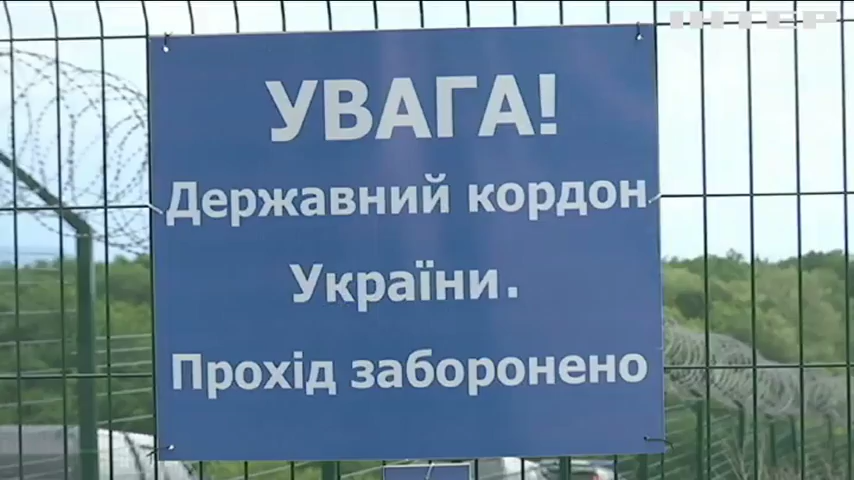 ІНТЕР
УВАГА!
Державний кордон
України.
Прохід заборонено